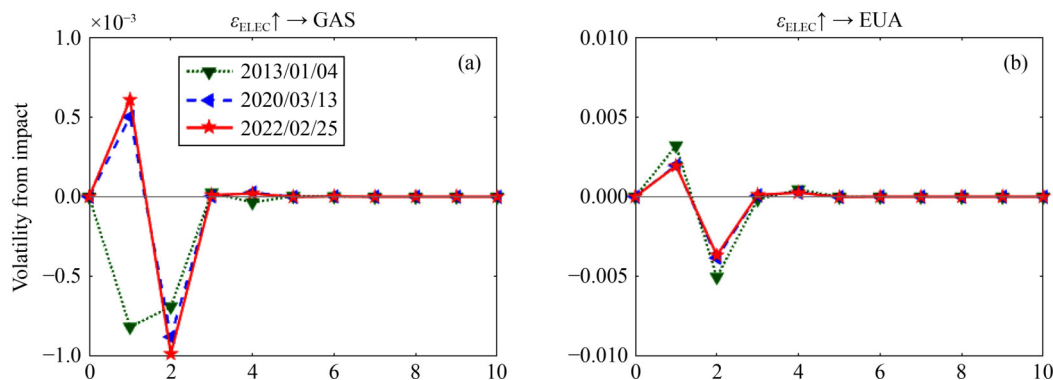 ε_ELEC↑ → GAS
×10⁻³
1.0
0.5
0.0
−0.5
−1.0
Volatility from impact
(a)
2013/01/04
2020/03/13
2022/02/25
0 2 4 6 8 10
ε_ELEC↑ → EUA
0.010
0.005
0.000
−0.005
−0.010
(b)
0 2 4 6 8 10